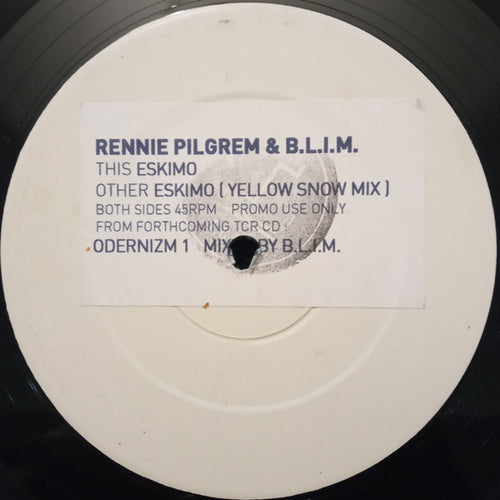 RENNIE PILGREM & B.L.I.M.
THIS ESKIMO
OTHER ESKIMO ( YELLOW SNOW MIX )
BOTH SIDES 45RPM PROMO USE ONLY
FROM FORTHCOMING TCR CD :
ODERNIZM 1 BY B.L.I.M.